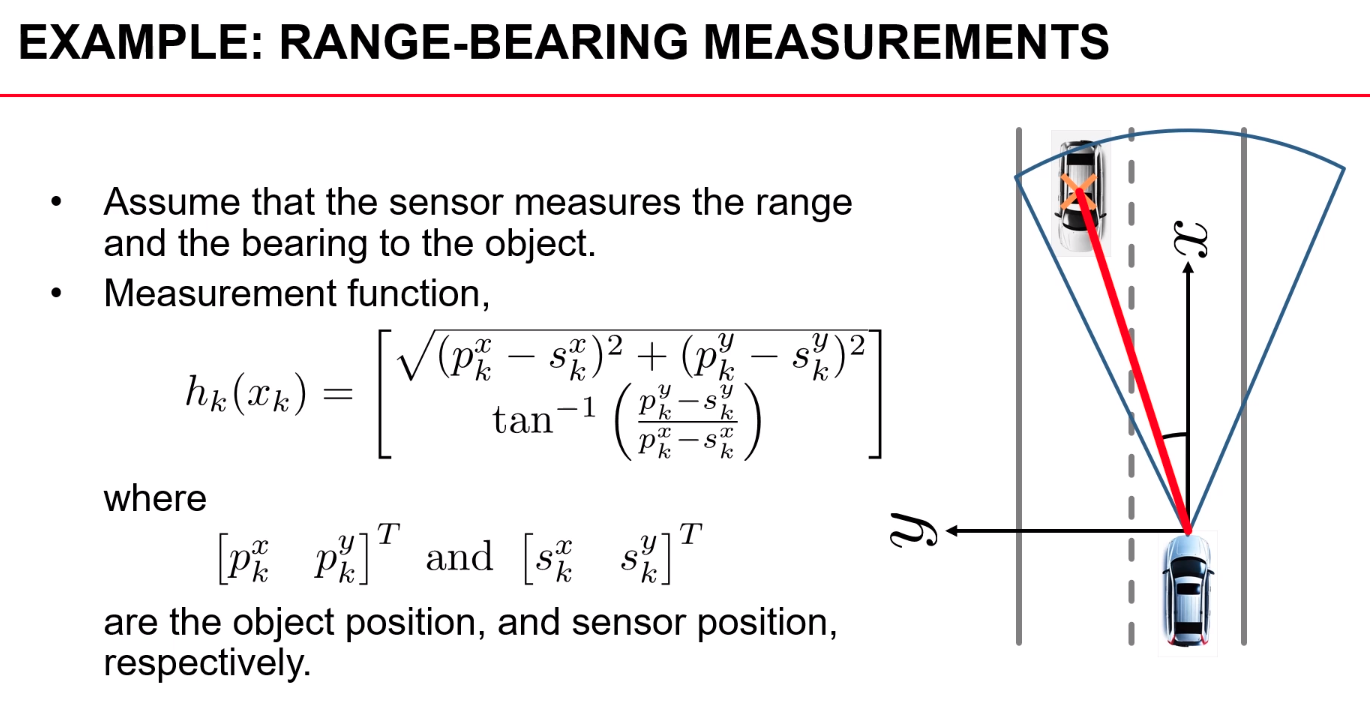 EXAMPLE: RANGE-BEARING MEASUREMENTS
• Assume that the sensor measures the range
and the bearing to the object.
• Measurement function,
$h_k(x_k) = \begin{bmatrix} \sqrt{(p_k^x - s_k^x)^2 + (p_k^y - s_k^y)^2} \\ \tan^{-1}\left(\frac{p_k^y - s_k^y}{p_k^x - s_k^x}\right) \end{bmatrix}$
where
$\begin{bmatrix} p_k^x & p_k^y \end{bmatrix}^T$ and $\begin{bmatrix} s_k^x & s_k^y \end{bmatrix}^T$
are the object position, and sensor position,
respectively.
x
y